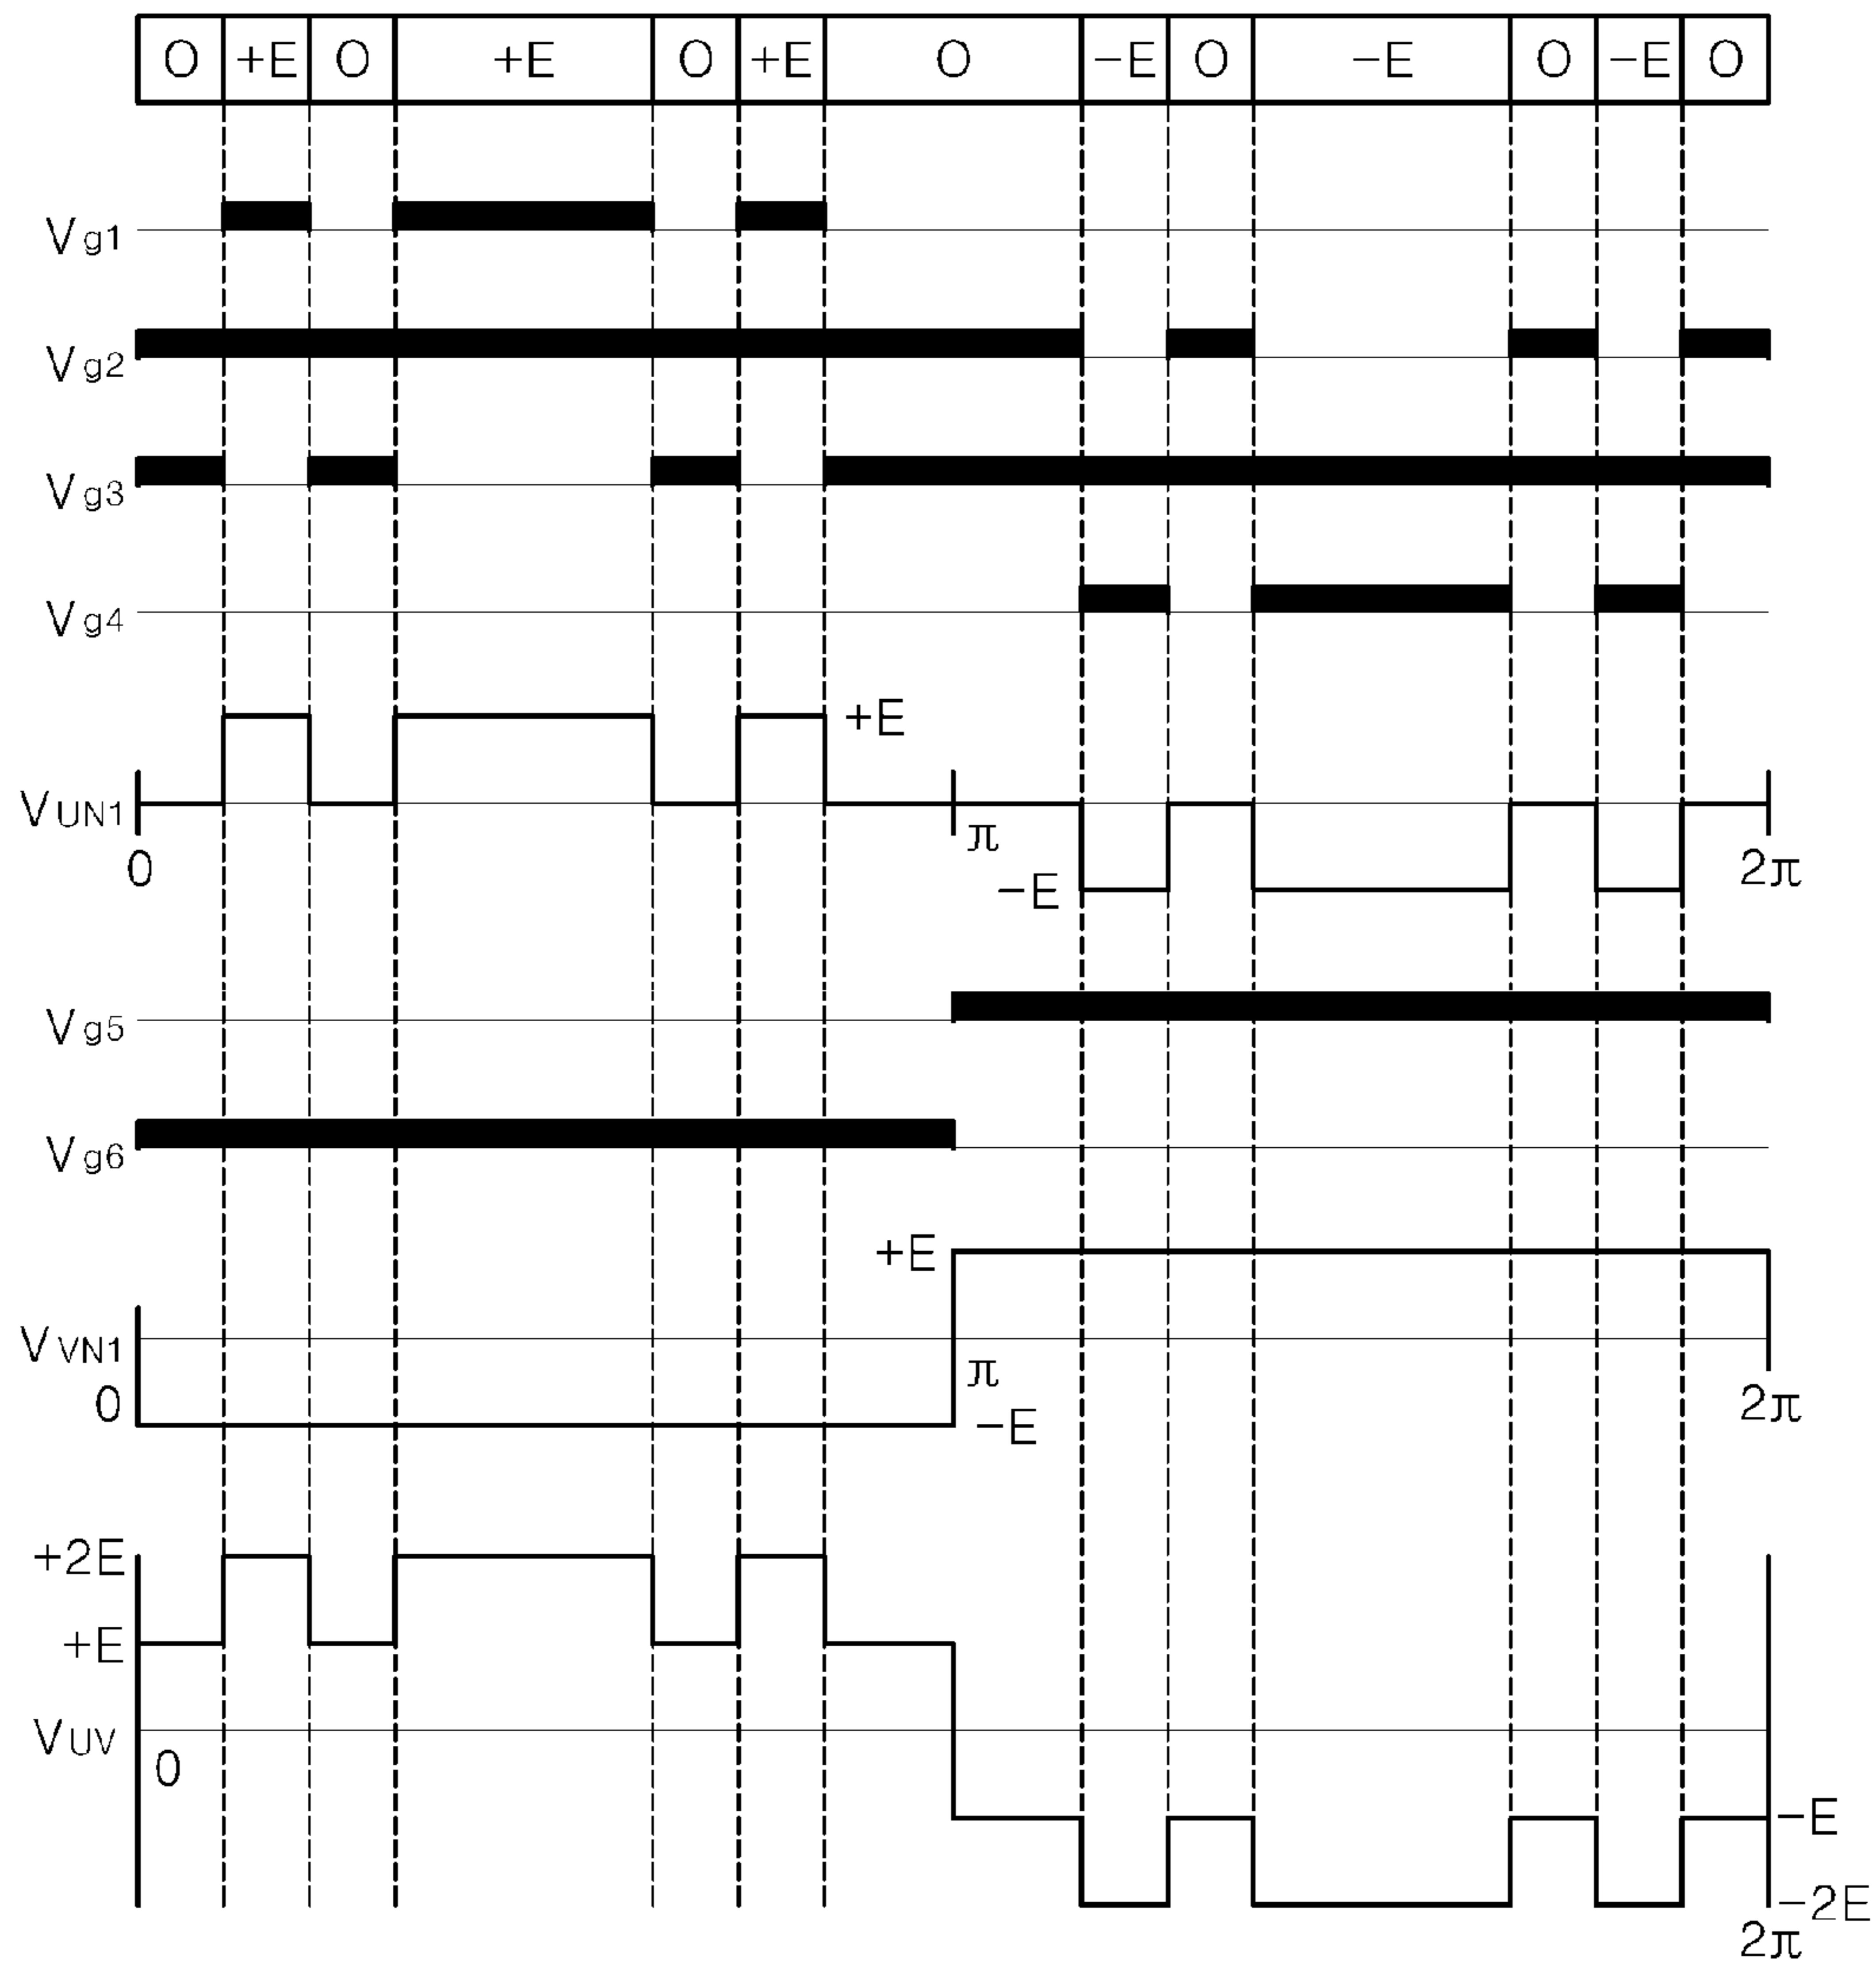 O +E O +E O +E O −E O −E O −E O
Vg1
Vg2
Vg3
Vg4
+E
VUN1
π
0
−E
2π
Vg5
Vg6
+E
VVN1
π
0
−E
2π
+2E
+E
VUV
0
−E
−2E
2π